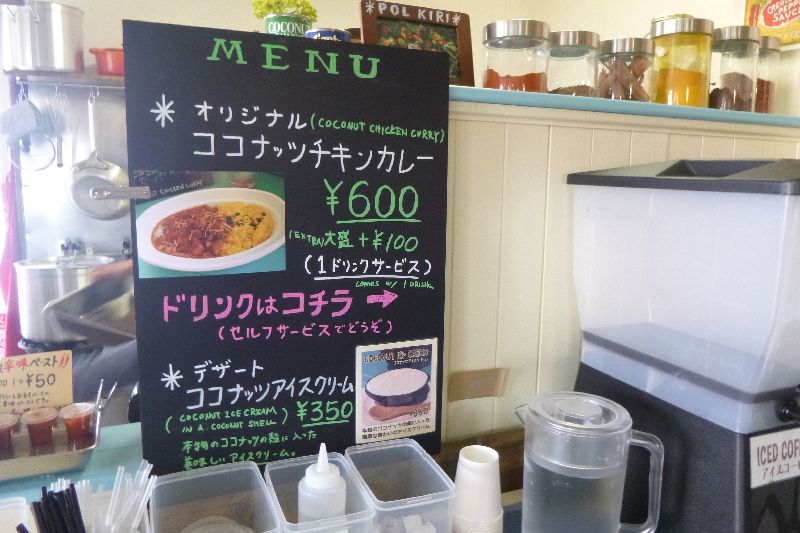 COCONUT
*POL KIRI*
MENU
* オリジナル (COCONUT CHICKEN CURRY)
ココナッツチキンカレー
¥600
(EXTRA) 大盛 + ¥100
(1ドリンクサービス)
COMES W/ 1 DRINK
ドリンクはコチラ →
(セルフサービスでどうぞ)
* デザート
ココナッツアイスクリーム
(COCONUT ICE CREAM
IN A COCONUT SHELL) ¥350
本物のココナッツの殻に入った
美味しいアイスクリーム。
辛味ペースト
¥50
ICED COFFEE
アイスコーヒー
PEPPER
SAUCE